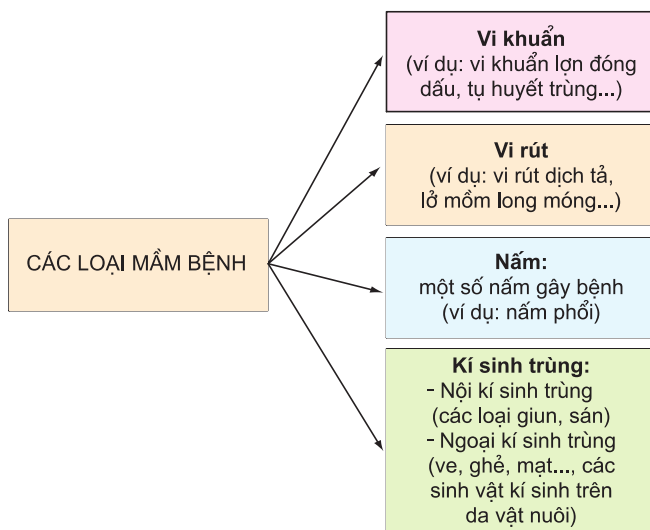 CÁC LOẠI MẦM BỆNH
Vi khuẩn
(ví dụ: vi khuẩn lợn đóng
dấu, tụ huyết trùng...)
Vi rút
(ví dụ: vi rút dịch tả,
lở mồm long móng...)
Nấm:
một số nấm gây bệnh
(ví dụ: nấm phổi)
Kí sinh trùng:
- Nội kí sinh trùng
(các loại giun, sán)
- Ngoại kí sinh trùng
(ve, ghẻ, mạt..., các
sinh vật kí sinh trên
da vật nuôi)